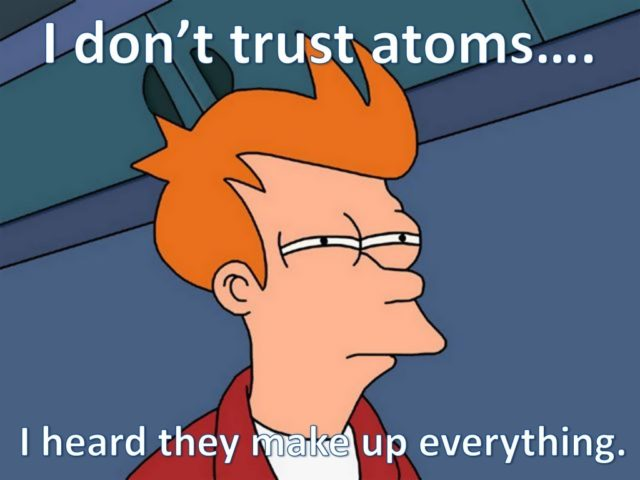 I don’t trust atoms….
I heard they make up everything.